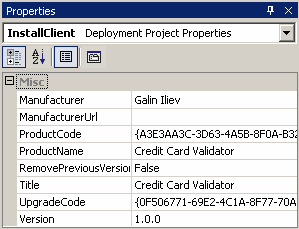 Properties
InstallClient Deployment Project Properties
Misc
Manufacturer Galin Iliev
ManufacturerUrl
ProductCode {A3E3AA3C-3D63-4A5B-8F0A-B32
ProductName Credit Card Validator
RemovePreviousVersion False
Title Credit Card Validator
UpgradeCode {0F506771-69E2-4C1A-8F77-70A
Version 1.0.0